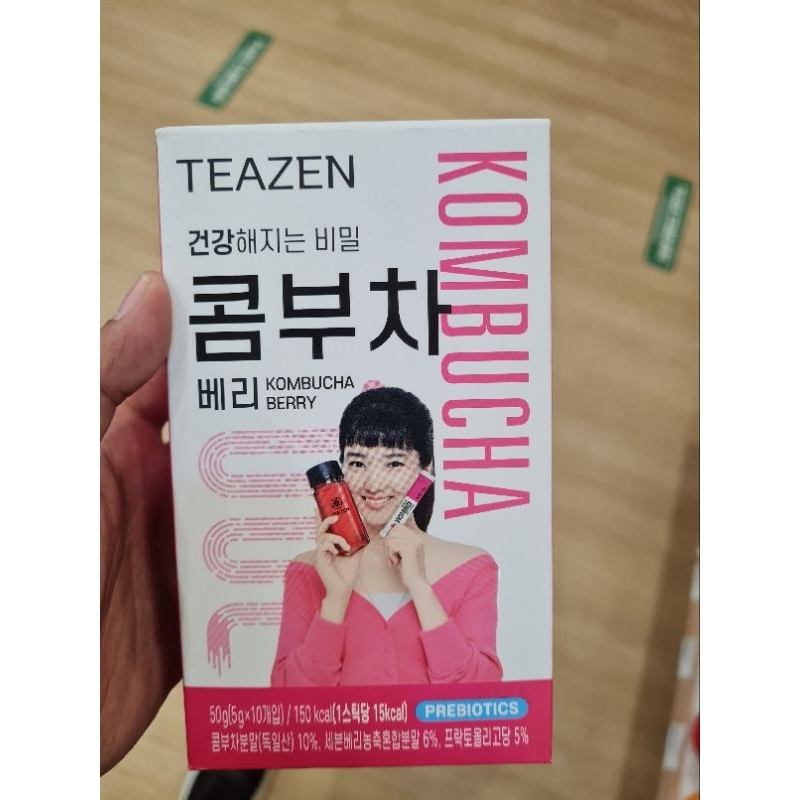 TEAZEN
건강해지는 비밀
콤부차
베리 KOMBUCHA
BERRY
KOMBUCHA
50g(5g×10개입) / 150 kcal(1스틱당 15kcal) PREBIOTICS
콤부차분말(독일산) 10%, 세븐베리농축혼합분말 6%, 프락토올리고당 5%